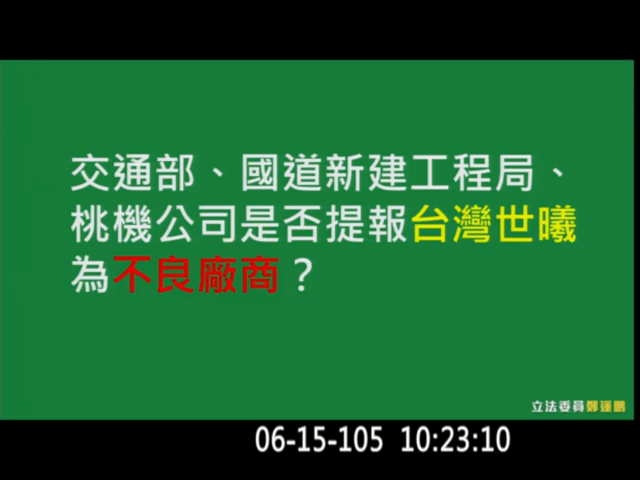 交通部、國道新建工程局、
桃機公司是否提報台灣世曦
為不良廠商？
立法委員鄭運鵬
06-15-105 10:23:10